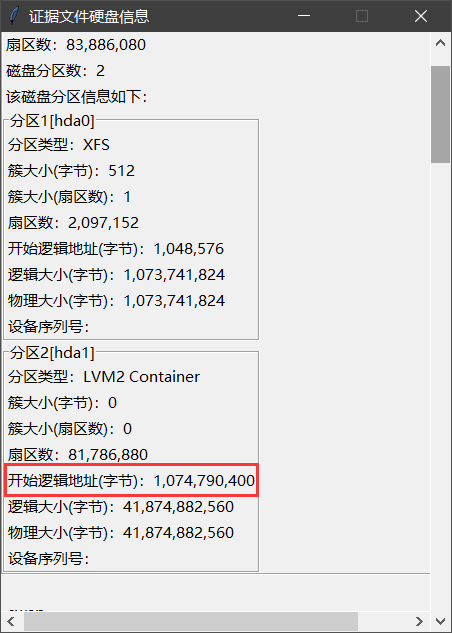 证据文件硬盘信息
扇区数：83,886,080
磁盘分区数：2
该磁盘分区信息如下：
分区1[hda0]
分区类型：XFS
簇大小(字节)：512
簇大小(扇区数)：1
扇区数：2,097,152
开始逻辑地址(字节)：1,048,576
逻辑大小(字节)：1,073,741,824
物理大小(字节)：1,073,741,824
设备序列号：
分区2[hda1]
分区类型：LVM2 Container
簇大小(字节)：0
簇大小(扇区数)：0
扇区数：81,786,880
开始逻辑地址(字节)：1,074,790,400
逻辑大小(字节)：41,874,882,560
物理大小(字节)：41,874,882,560
设备序列号：